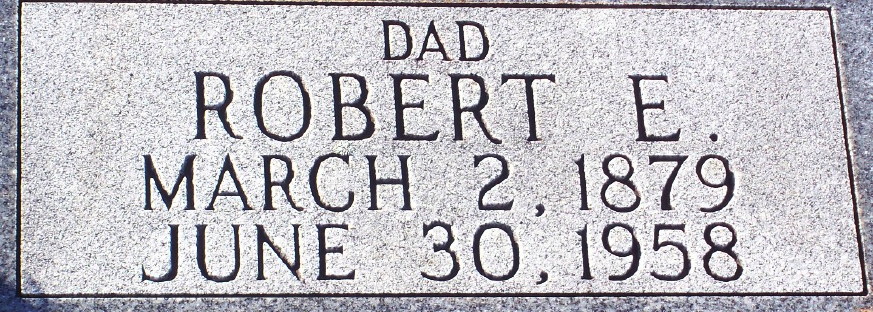 DAD
ROBERT E.
MARCH 2, 1879
JUNE 30, 1958